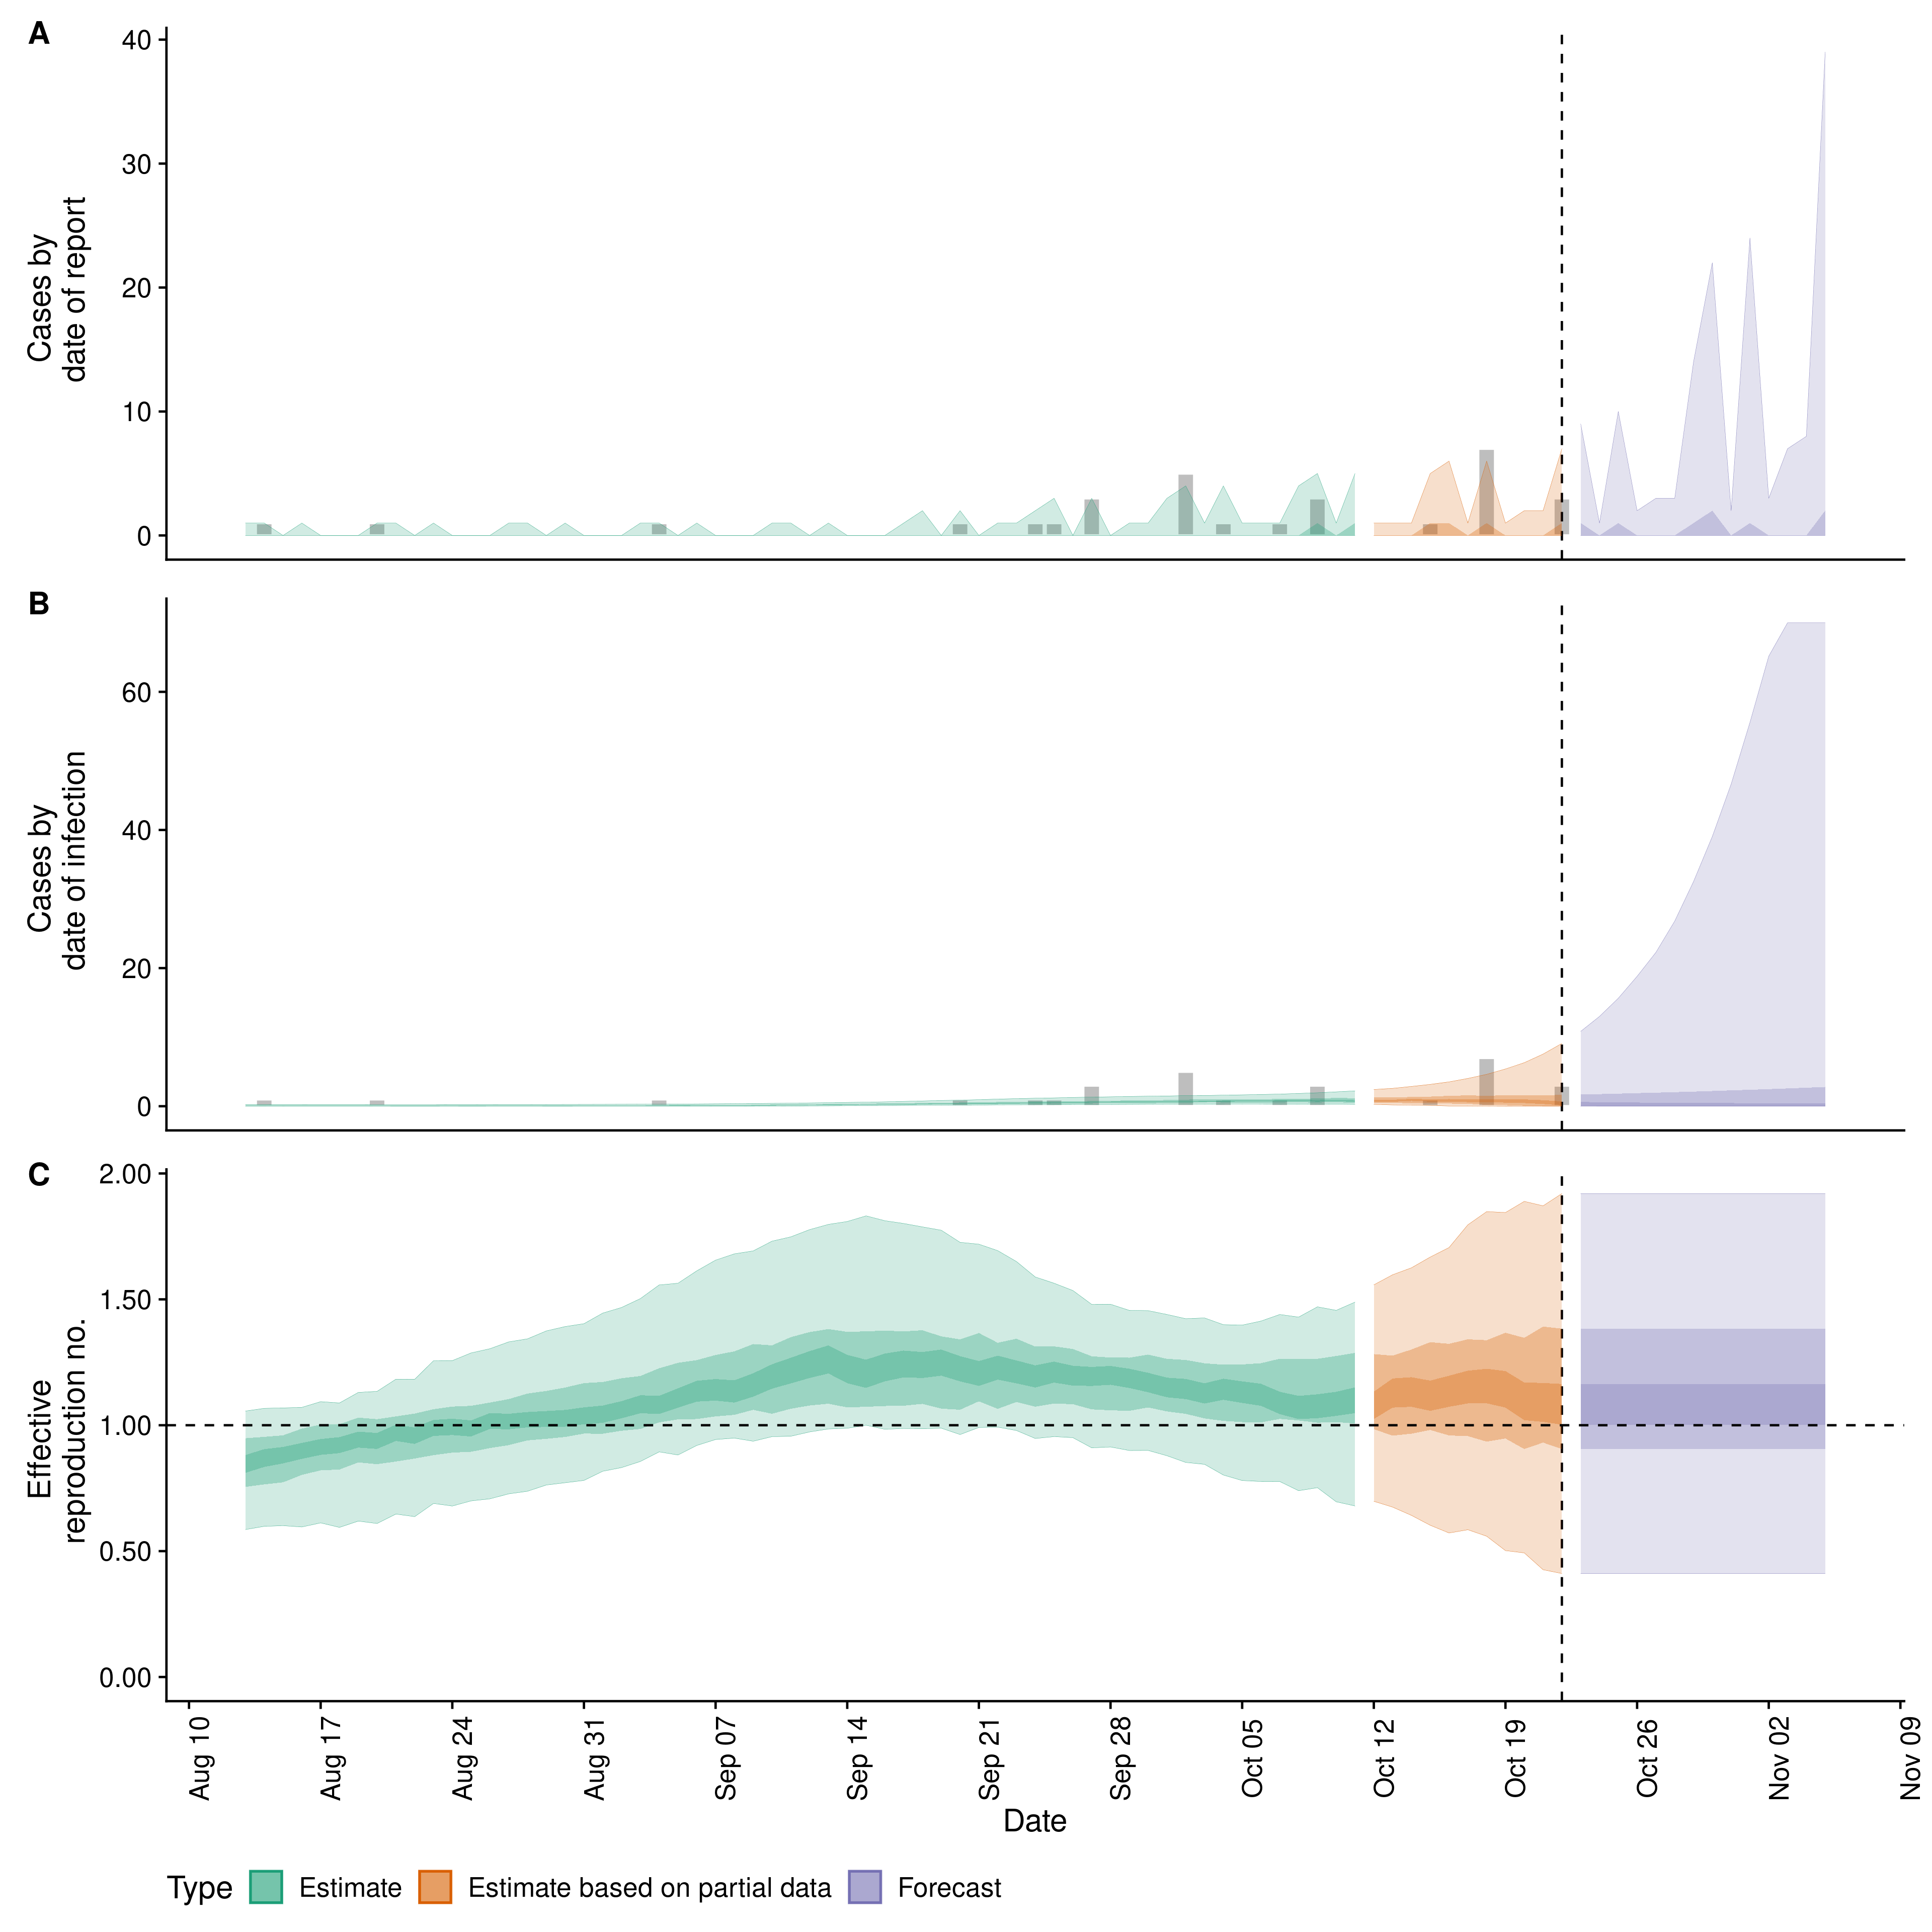 A
40
30
20
10
0
Cases by
date of report
B
60
40
20
0
Cases by
date of infection
C
2.00
1.50
1.00
0.50
0.00
Effective
reproduction no.
Aug 10
Aug 17
Aug 24
Aug 31
Sep 07
Sep 14
Sep 21
Sep 28
Oct 05
Oct 12
Oct 19
Oct 26
Nov 02
Nov 09
Date
Type Estimate Estimate based on partial data Forecast